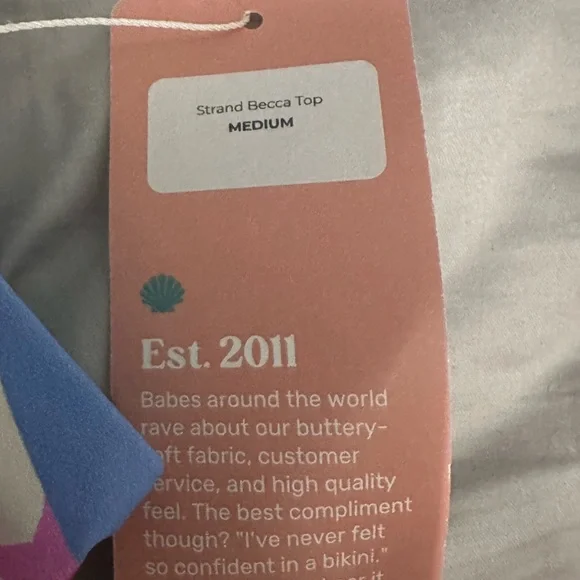 Strand Becca Top
MEDIUM
Est. 2011
Babes around the world
rave about our buttery-
fabric, customer
and high quality
feel. The best compliment
though? "I've never felt
so confident in a bikini."
it